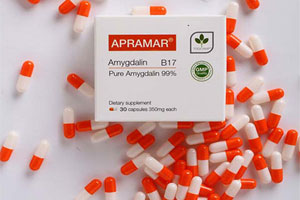 APRAMAR®
Amygdalin B17
Pure Amygdalin 99%
GMP
Dietary supplement
30 capsules 350mg each